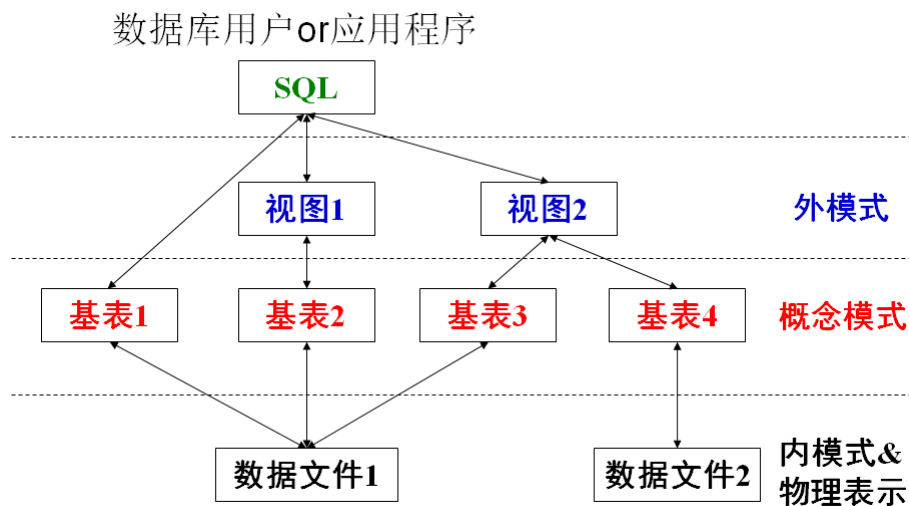 数据库用户or应用程序
SQL
视图1
视图2
外模式
基表1
基表2
基表3
基表4
概念模式
数据文件1
数据文件2
内模式&
物理表示